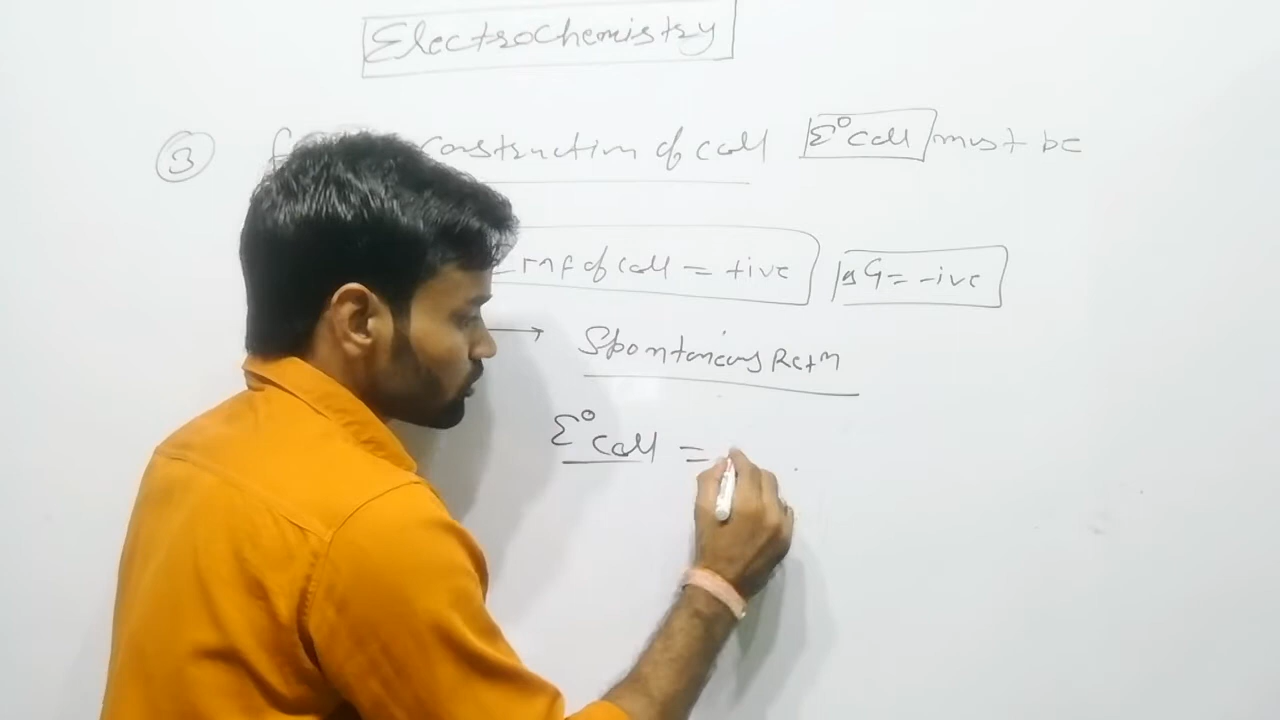 Electrochemistry
3 construction of cell Σ° cell must be
Emf of cell = +ive ΔG = -ive
→ Spontaneous Rctn
Σ° cell =